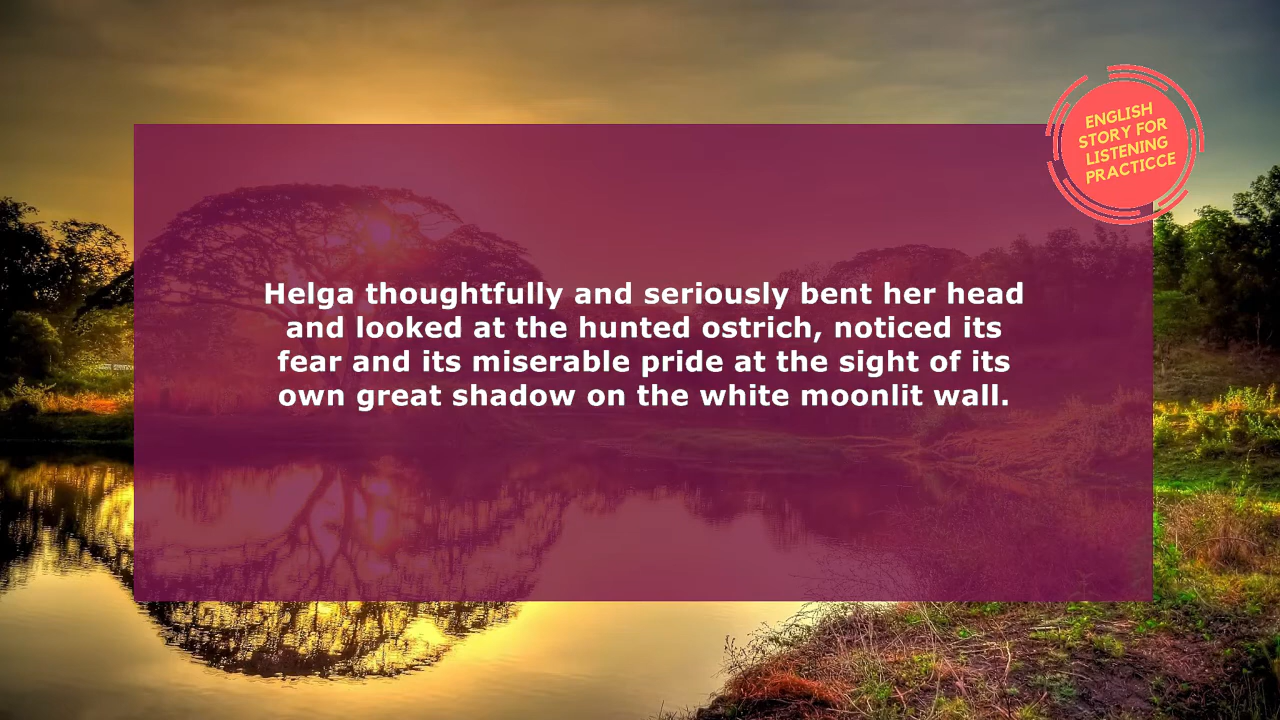 ENGLISH
STORY FOR
LISTENING
PRACTICCE
Helga thoughtfully and seriously bent her head
and looked at the hunted ostrich, noticed its
fear and its miserable pride at the sight of its
own great shadow on the white moonlit wall.